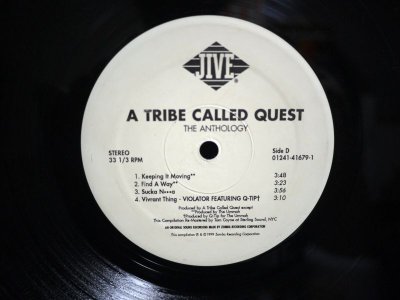 JIVE®
A TRIBE CALLED QUEST
THE ANTHOLOGY
STEREO
33 1/3 RPM
Side D
01241-41679-1
1. Keeping It Moving** 3:48
2. Find A Way** 3:23
3. Sucka N----a 3:56
4. Vivrant Thing - VIOLATOR FEATURING Q-TIP† 3:10
Produced by A Tribe Called Quest except
**Produced by The Ummah
†Produced by Q-Tip for The Ummah
This Compilation Re-Mastered by Tom Coyne at Sterling Sound, NYC
AN ORIGINAL SOUND RECORDING MADE BY ZOMBA RECORDING CORPORATION
This compilation ℗ & © 1999 Zomba Recording Corporation